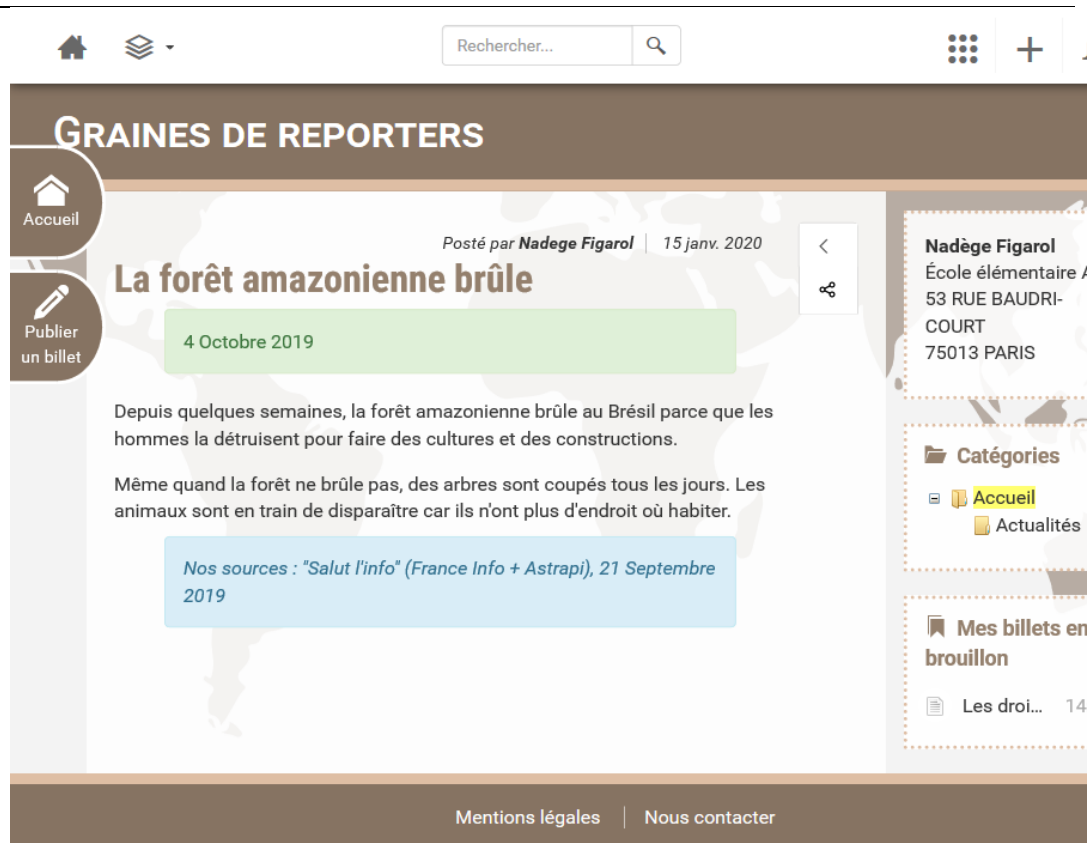 Rechercher...
GRAINES DE REPORTERS
Accueil
Publier
un billet
Posté par Nadege Figarol | 15 janv. 2020
La forêt amazonienne brûle
4 Octobre 2019
Depuis quelques semaines, la forêt amazonienne brûle au Brésil parce que les
hommes la détruisent pour faire des cultures et des constructions.
Même quand la forêt ne brûle pas, des arbres sont coupés tous les jours. Les
animaux sont en train de disparaître car ils n'ont plus d'endroit où habiter.
Nos sources : "Salut l'info" (France Info + Astrapi), 21 Septembre
2019
Nadège Figarol
École élémentaire A
53 RUE BAUDRI-
COURT
75013 PARIS
Catégories
Accueil
Actualités
Mes billets en
brouillon
Les droi... 14
Mentions légales | Nous contacter